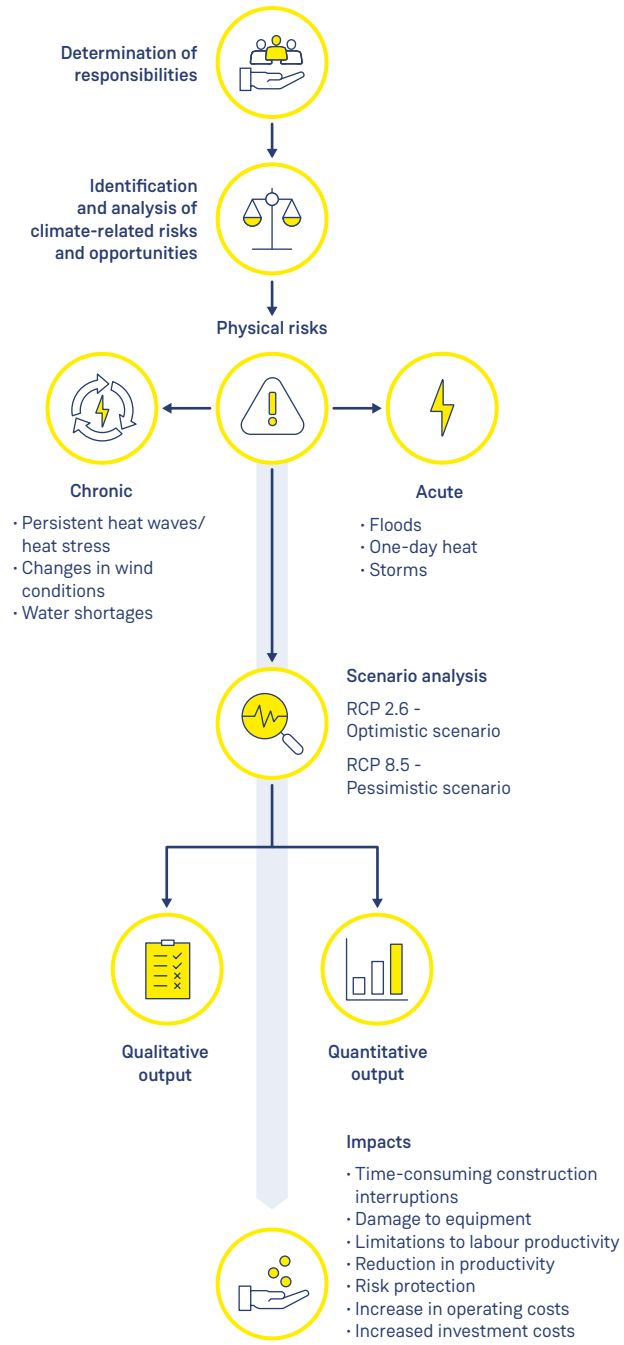 Determination of
responsibilities
Identification
and analysis of
climate-related risks
and opportunities
Physical risks
Chronic
· Persistent heat waves/
heat stress
· Changes in wind
conditions
· Water shortages
Acute
· Floods
· One-day heat
· Storms
Scenario analysis
RCP 2.6 -
Optimistic scenario
RCP 8.5 -
Pessimistic scenario
Qualitative
output
Quantitative
output
Impacts
· Time-consuming construction
interruptions
· Damage to equipment
· Limitations to labour productivity
· Reduction in productivity
· Risk protection
· Increase in operating costs
· Increased investment costs